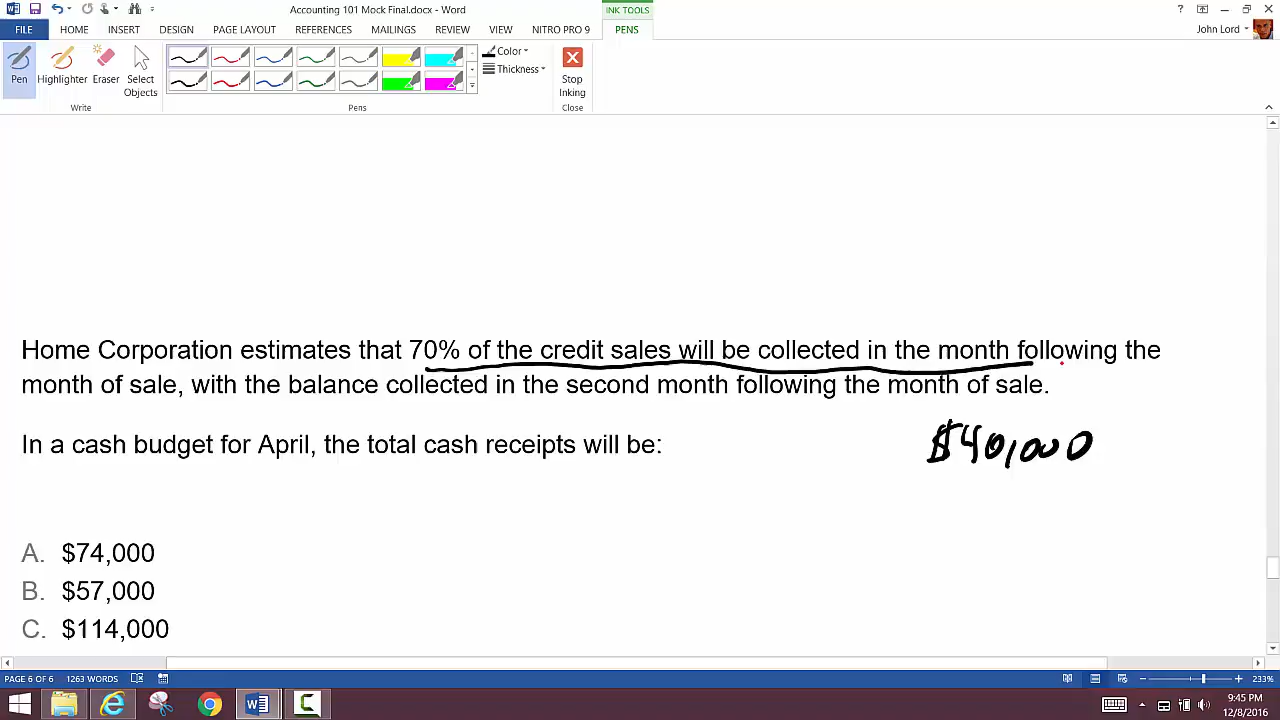 Accounting 101 Mock Final.docx - Word
INK TOOLS
?
FILE
HOME
INSERT
DESIGN
PAGE LAYOUT
REFERENCES
MAILINGS
REVIEW
VIEW
NITRO PRO 9
PENS
John Lord
Pen
Highlighter
Eraser
Select
Objects
Color
Thickness
Stop
Inking
Write
Pens
Close
Home Corporation estimates that 70% of the credit sales will be collected in the month following the
month of sale, with the balance collected in the second month following the month of sale.
In a cash budget for April, the total cash receipts will be:
$40,000
A. $74,000
B. $57,000
C. $114,000
PAGE 6 OF 6
1263 WORDS
233%
9:45 PM
12/8/2016